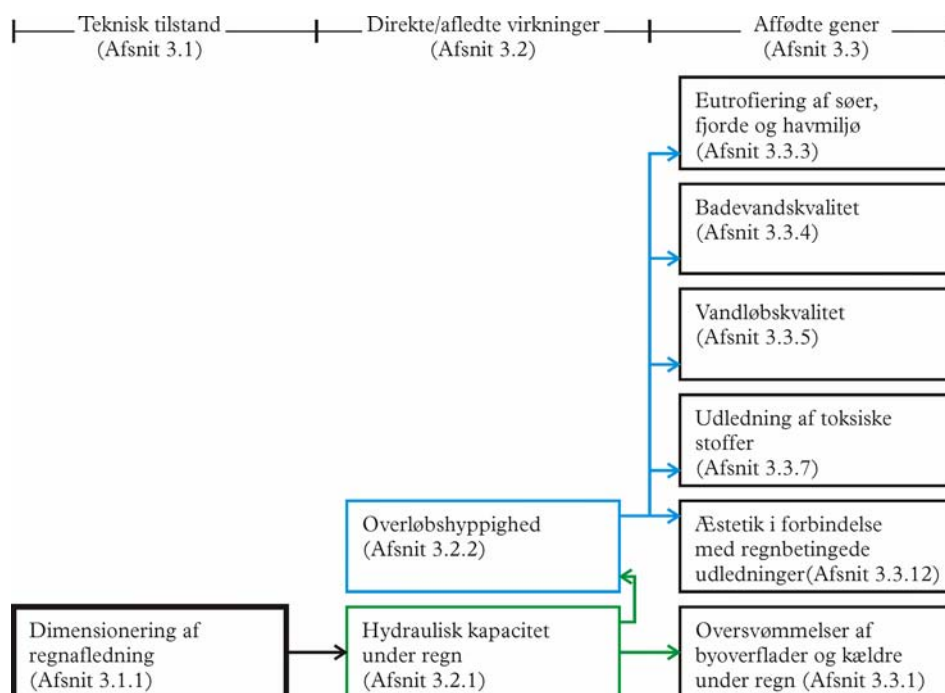 Teknisk tilstand
(Afsnit 3.1)
Direkte/afledte virkninger
(Afsnit 3.2)
Affødte gener
(Afsnit 3.3)
Eutrofiering af søer,
fjorde og havmiljø
(Afsnit 3.3.3)
Badevandskvalitet
(Afsnit 3.3.4)
Vandløbskvalitet
(Afsnit 3.3.5)
Udledning af toksiske
stoffer
(Afsnit 3.3.7)
Overløbshyppighed
(Afsnit 3.2.2)
Æstetik i forbindelse
med regnbetingede
udledninger(Afsnit 3.3.12)
Dimensionering af
regnafledning
(Afsnit 3.1.1)
Hydraulisk kapacitet
under regn
(Afsnit 3.2.1)
Oversvømmelser af
byoverflader og kældre
under regn (Afsnit 3.3.1)